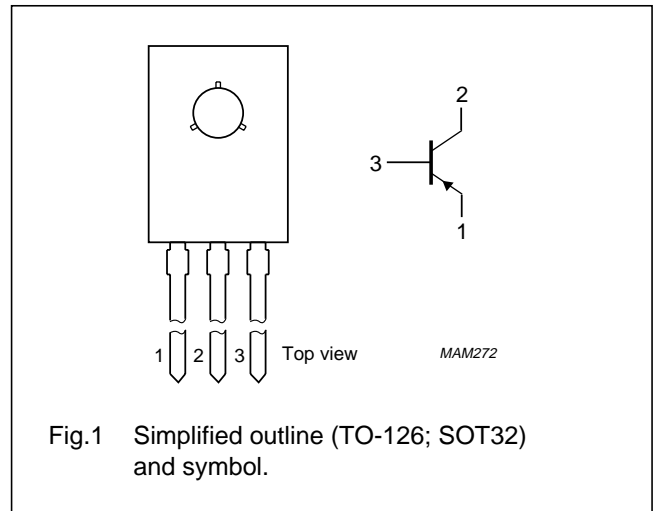 2
3
1
1 2 3 Top view MAM272
Fig.1 Simplified outline (TO-126; SOT32)
and symbol.